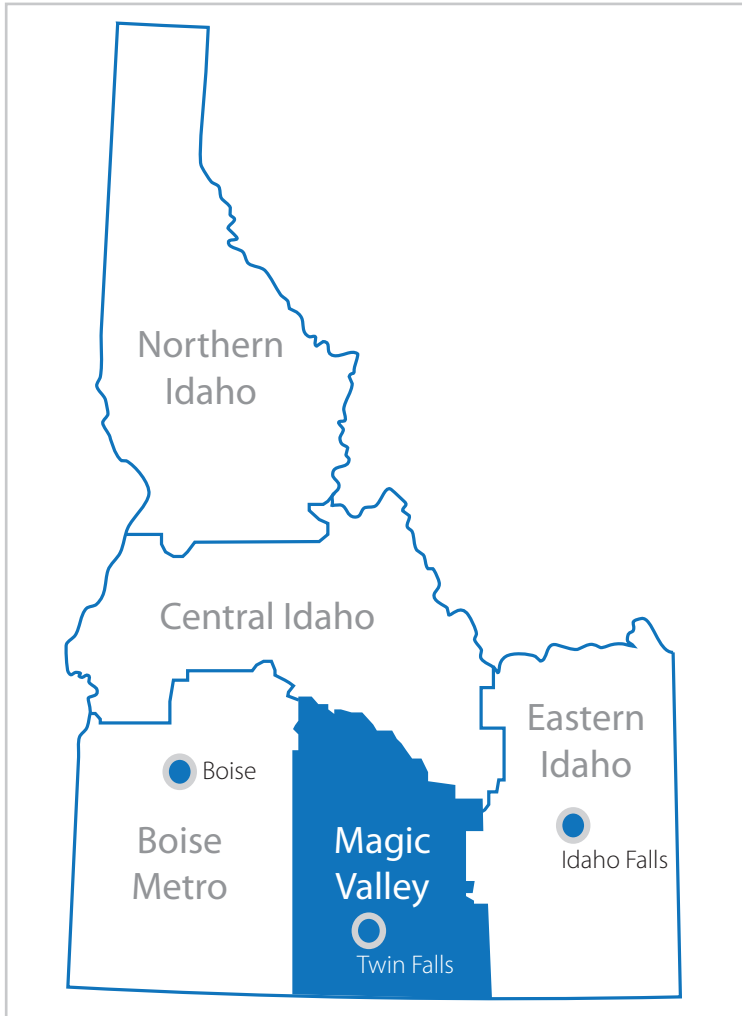 Northern
Idaho
Central Idaho
Eastern
Idaho
Boise
Boise
Metro
Magic
Valley
Idaho Falls
Twin Falls